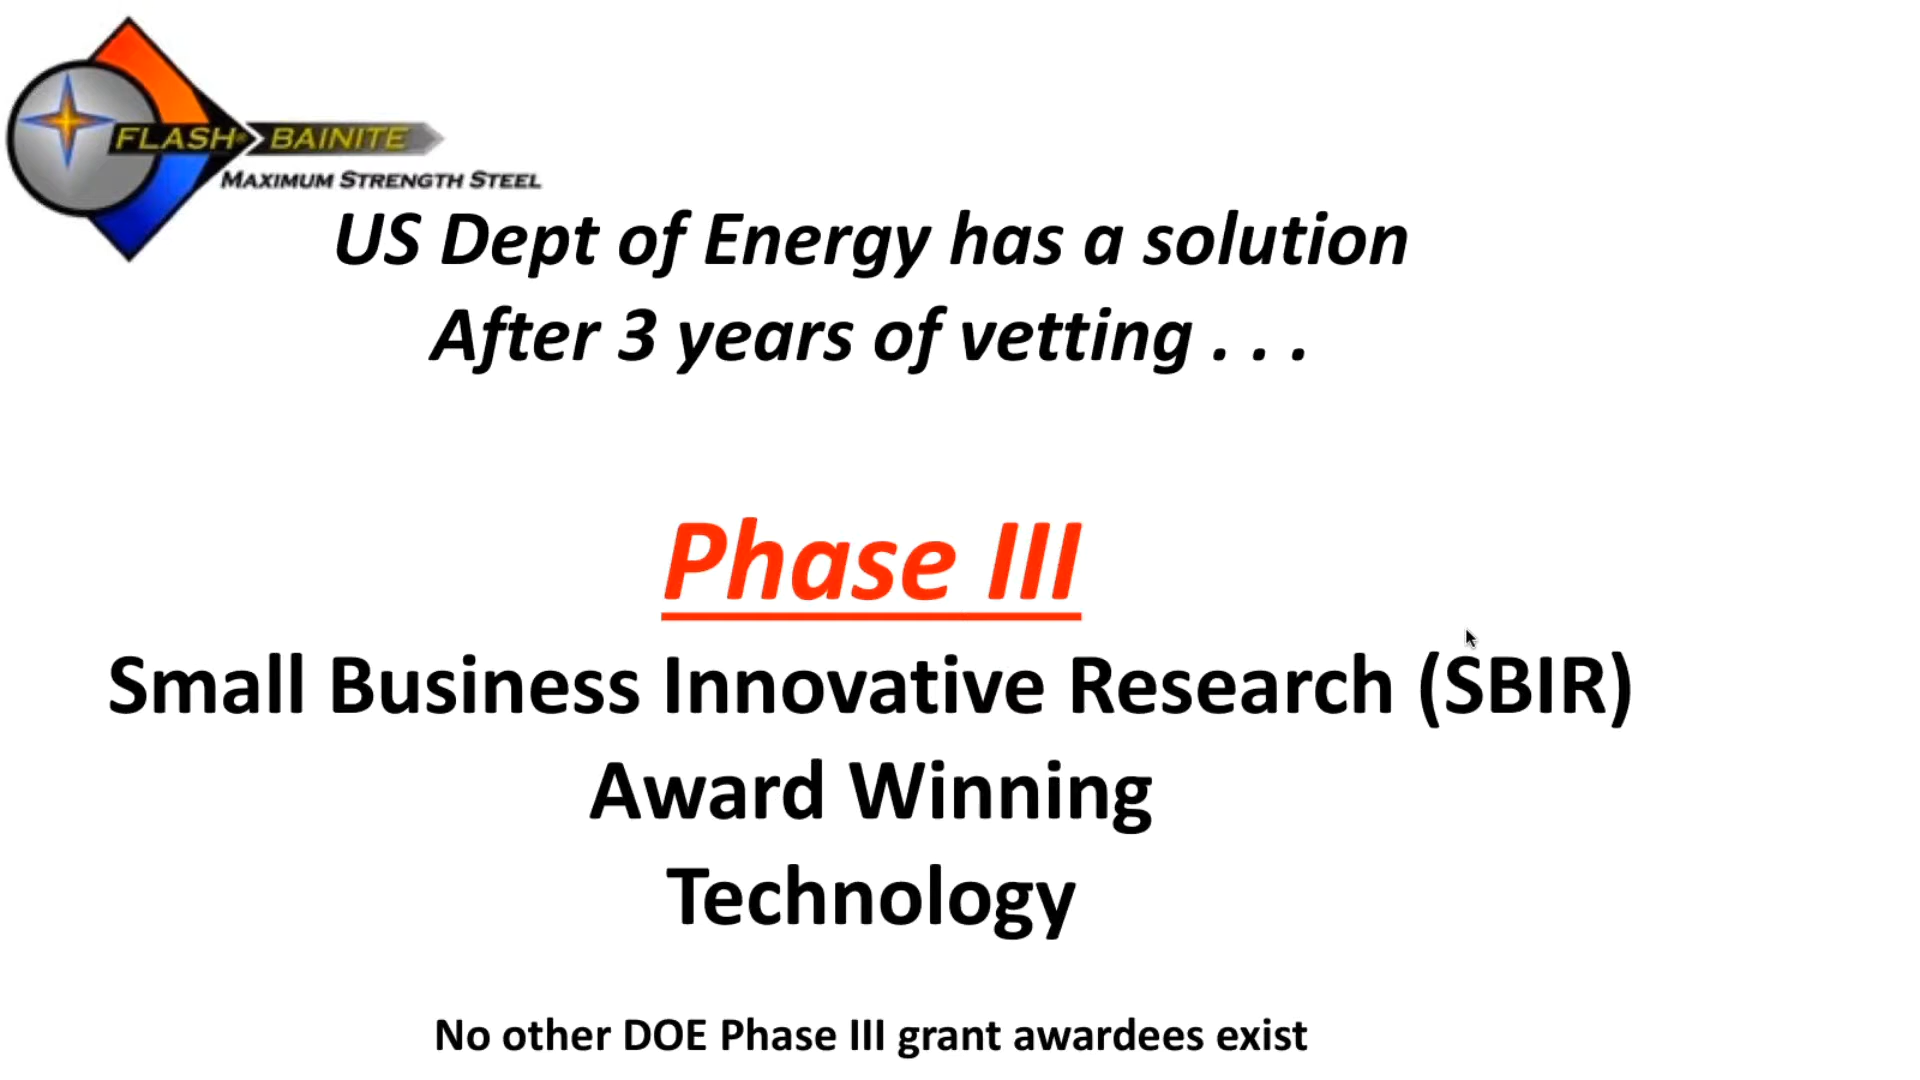 FLASH® BAINITE
MAXIMUM STRENGTH STEEL
US Dept of Energy has a solution
After 3 years of vetting . . .
Phase III
Small Business Innovative Research (SBIR)
Award Winning
Technology
No other DOE Phase III grant awardees exist